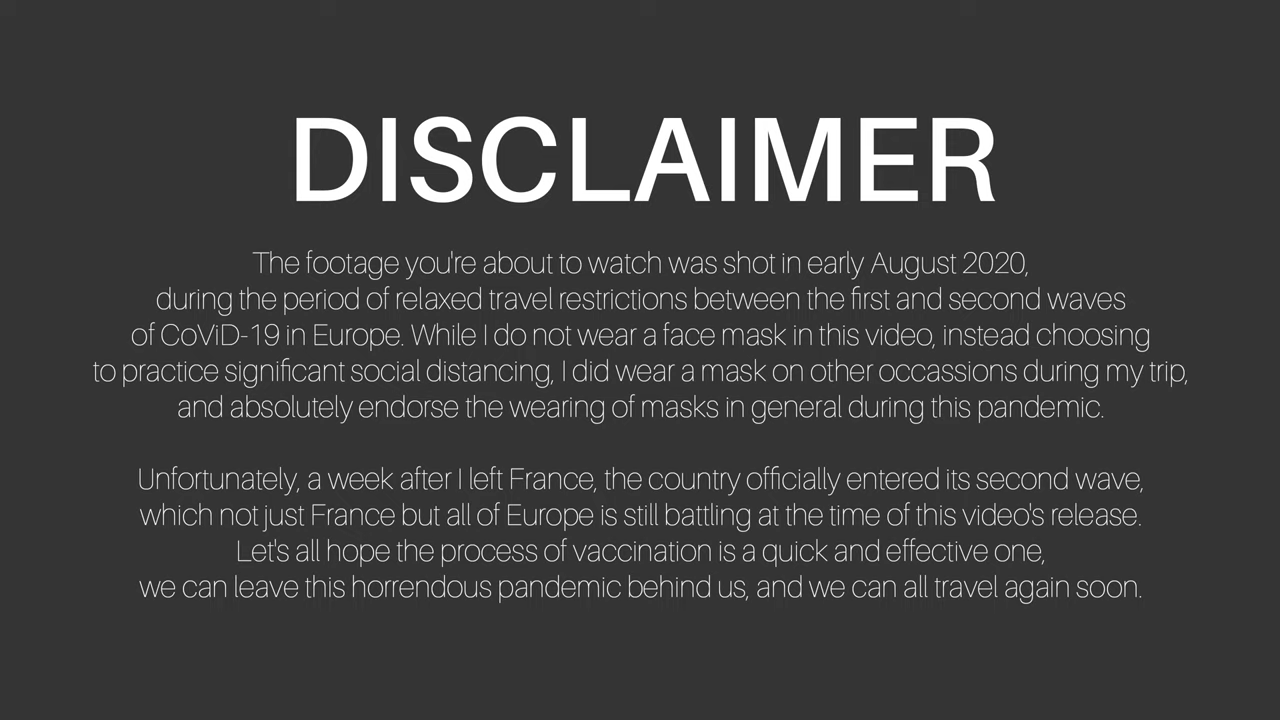 DISCLAIMER
The footage you're about to watch was shot in early August 2020,
during the period of relaxed travel restrictions between the first and second waves
of CoViD-19 in Europe. While I do not wear a face mask in this video, instead choosing
to practice significant social distancing, I did wear a mask on other occassions during my trip,
and absolutely endorse the wearing of masks in general during this pandemic.
Unfortunately, a week after I left France, the country officially entered its second wave,
which not just France but all of Europe is still battling at the time of this video's release.
Let's all hope the process of vaccination is a quick and effective one,
we can leave this horrendous pandemic behind us, and we can all travel again soon.